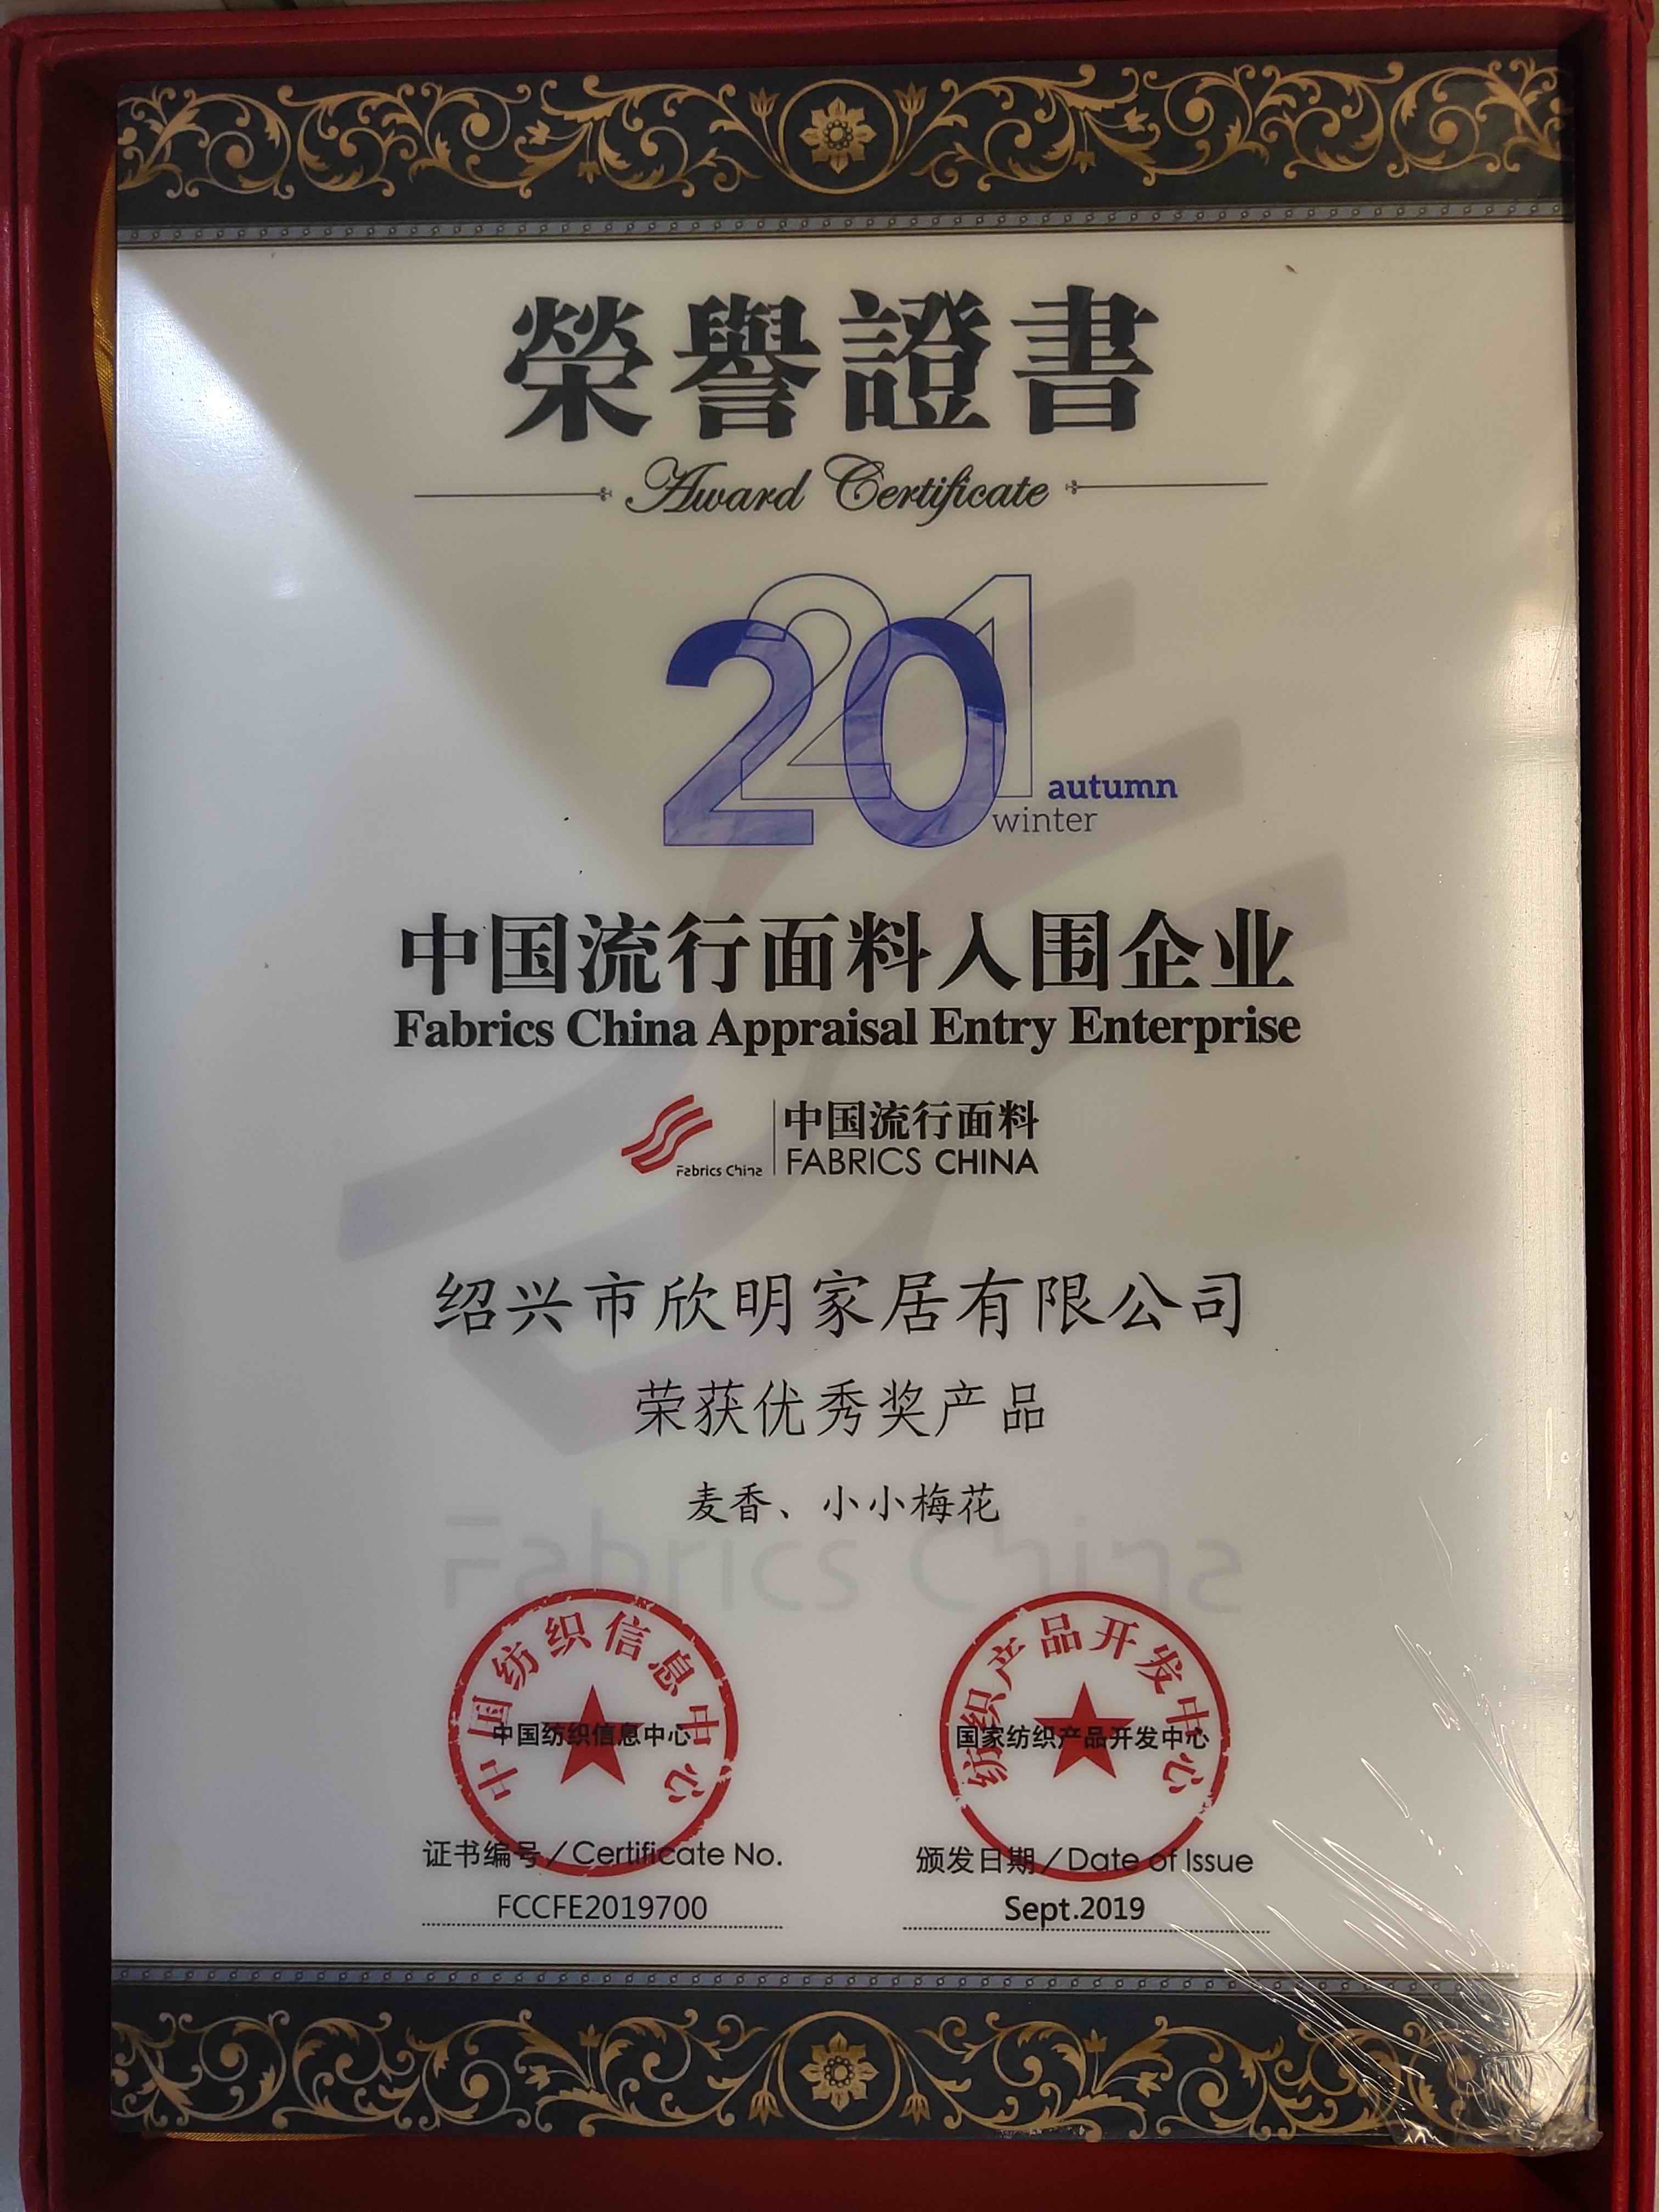 榮譽證書
Award Certificate
20
21
autumn
winter
中国流行面料入围企业
Fabrics China Appraisal Entry Enterprise
Fabrics China
中国流行面料
FABRICS CHINA
绍兴市欣明家居有限公司
荣获优秀奖产品
麦香、小小梅花
Fabrics China
中国纺织信息中心
中国纺织信息中心
纺织产品开发中心
国家纺织产品开发中心
证书编号/Certificate No.
FCCFE2019700
颁发日期/Date of Issue
Sept.2019